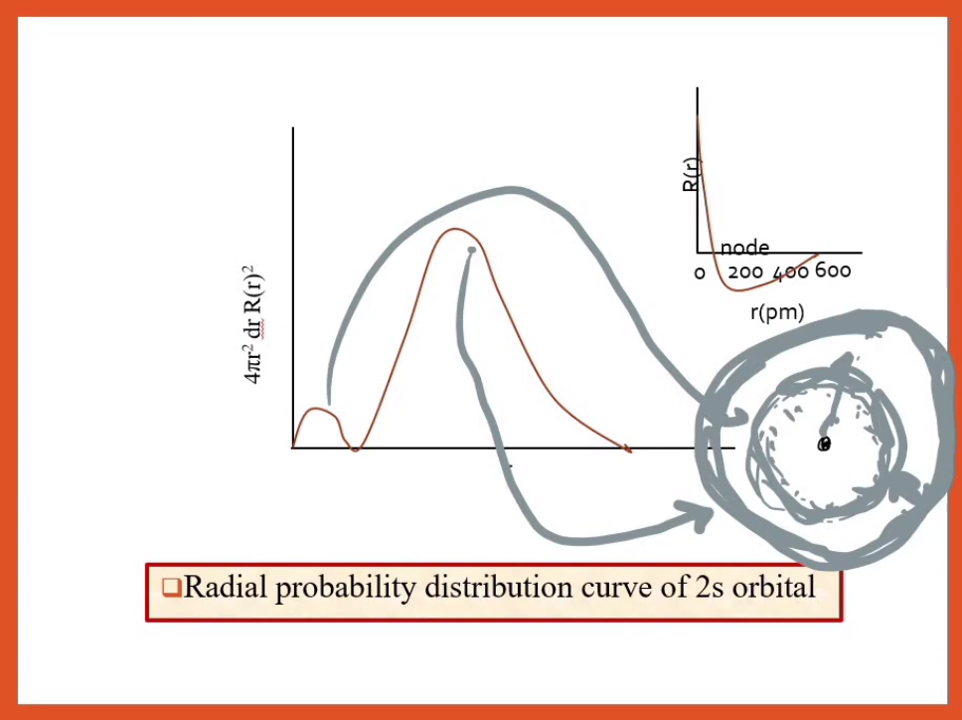 R(r)
node
0 200 400 600
r(pm)
4πr² dr R(r)²
❑Radial probability distribution curve of 2s orbital